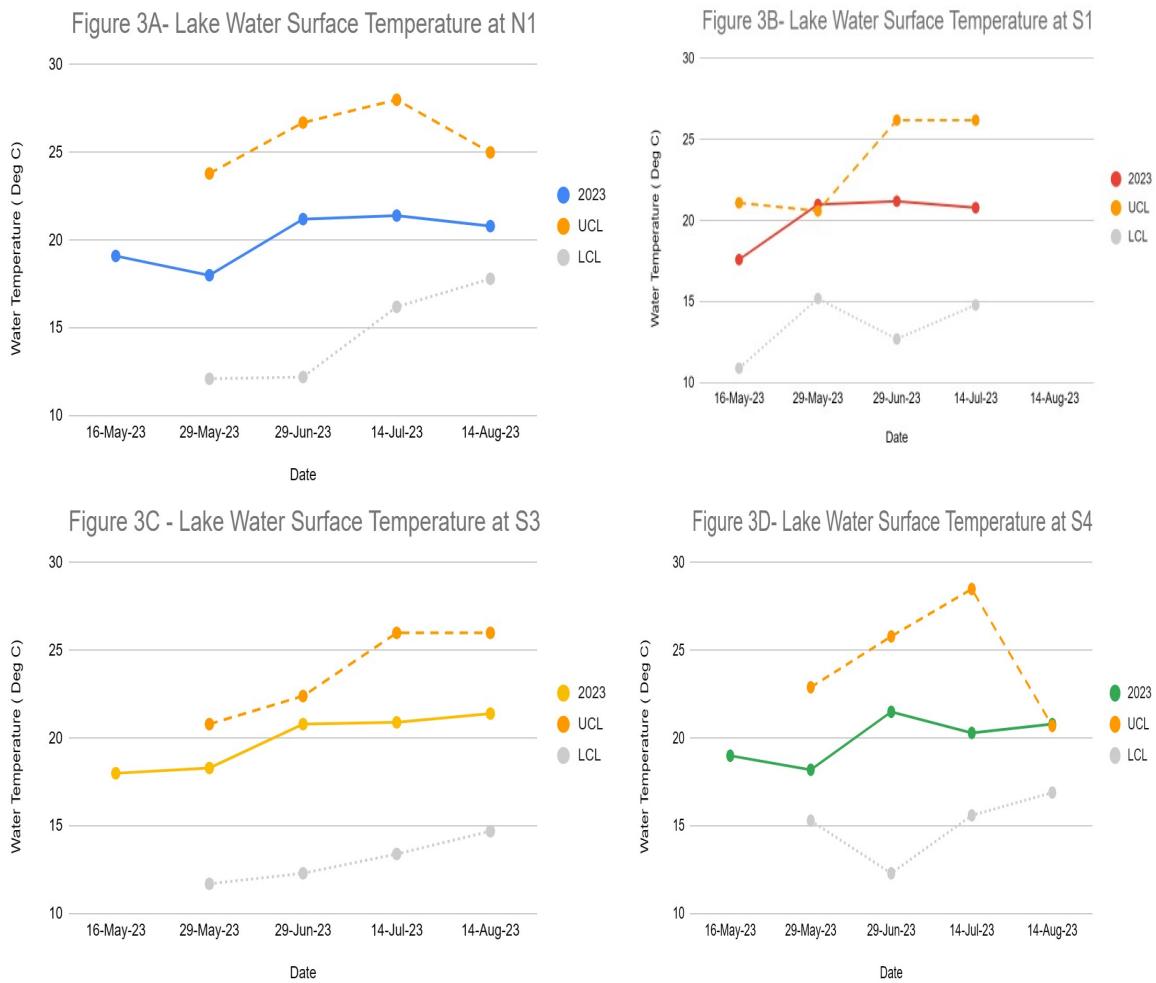 Figure 3A- Lake Water Surface Temperature at N1
Water Temperature ( Deg C)
30
25
20
15
10
16-May-23 29-May-23 29-Jun-23 14-Jul-23 14-Aug-23
Date
2023
UCL
LCL
Figure 3B- Lake Water Surface Temperature at S1
Water Temperature ( Deg C)
30
25
20
15
10
16-May-23 29-May-23 29-Jun-23 14-Jul-23 14-Aug-23
Date
2023
UCL
LCL
Figure 3C - Lake Water Surface Temperature at S3
Water Temperature ( Deg C)
30
25
20
15
10
16-May-23 29-May-23 29-Jun-23 14-Jul-23 14-Aug-23
Date
2023
UCL
LCL
Figure 3D- Lake Water Surface Temperature at S4
Water Temperature ( Deg C)
30
25
20
15
10
16-May-23 29-May-23 29-Jun-23 14-Jul-23 14-Aug-23
Date
2023
UCL
LCL